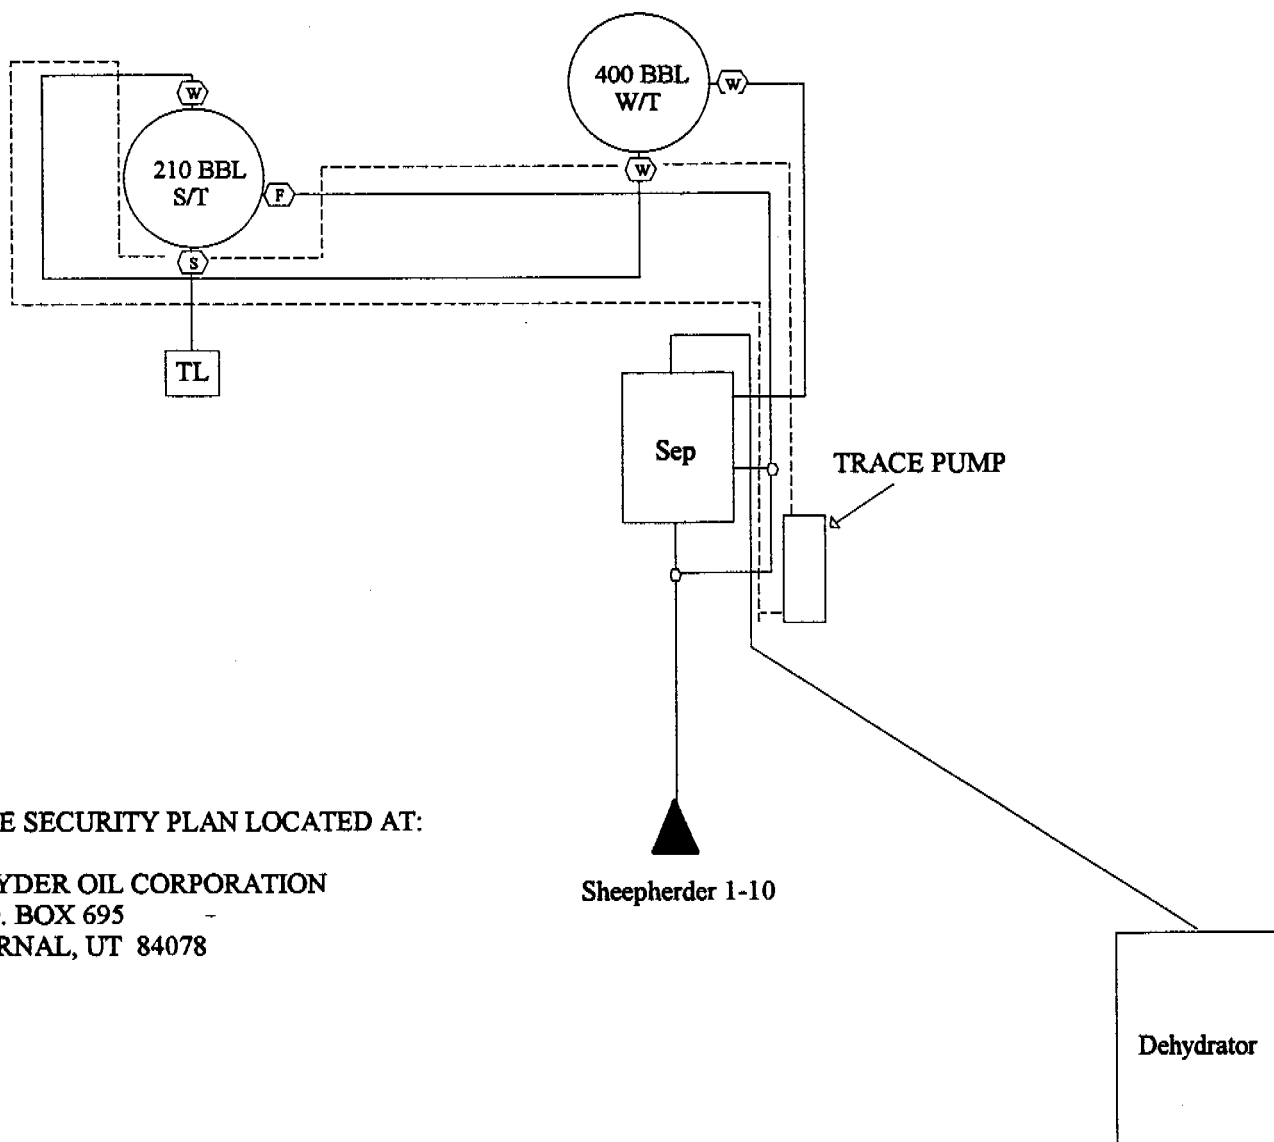 400 BBL
W/T
W
W
W
210 BBL
S/T
F
S
TL
Sep
TRACE PUMP
E SECURITY PLAN LOCATED AT:
YDER OIL CORPORATION
. BOX 695
RNAL, UT 84078
Sheepherder 1-10
Dehydrator